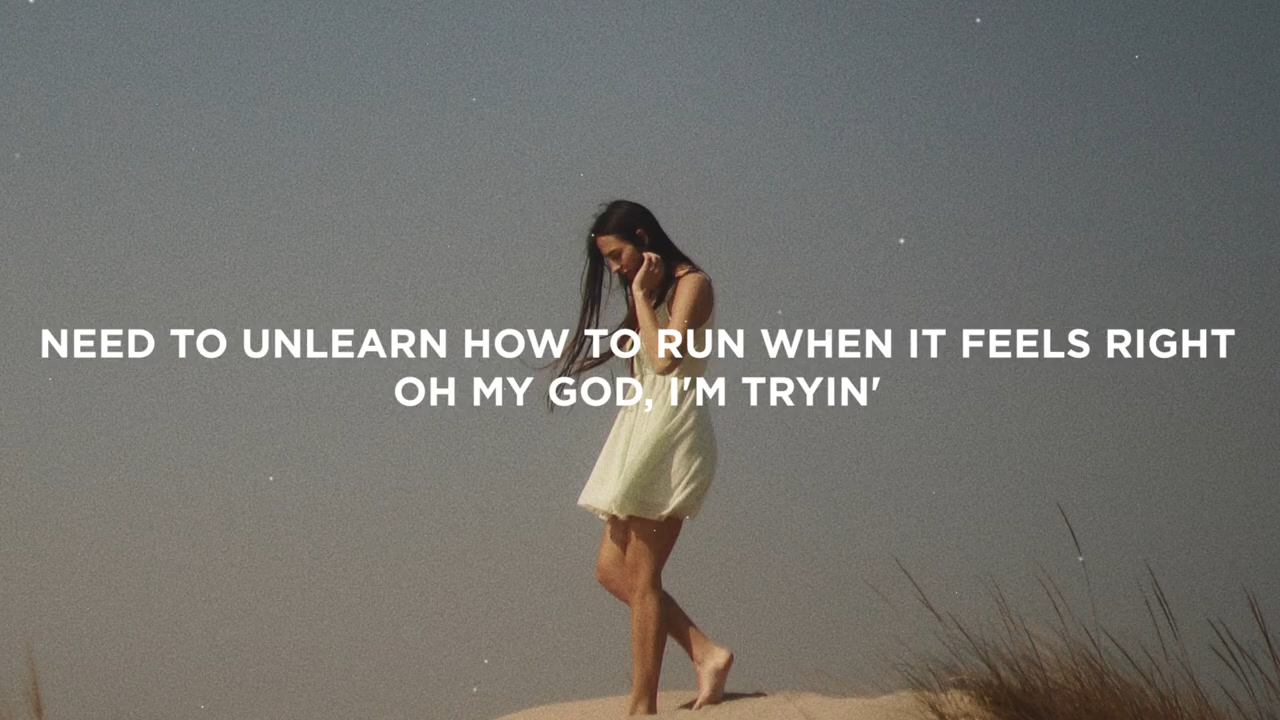 NEED TO UNLEARN HOW TO RUN WHEN IT FEELS RIGHT
OH MY GOD, I'M TRYIN'